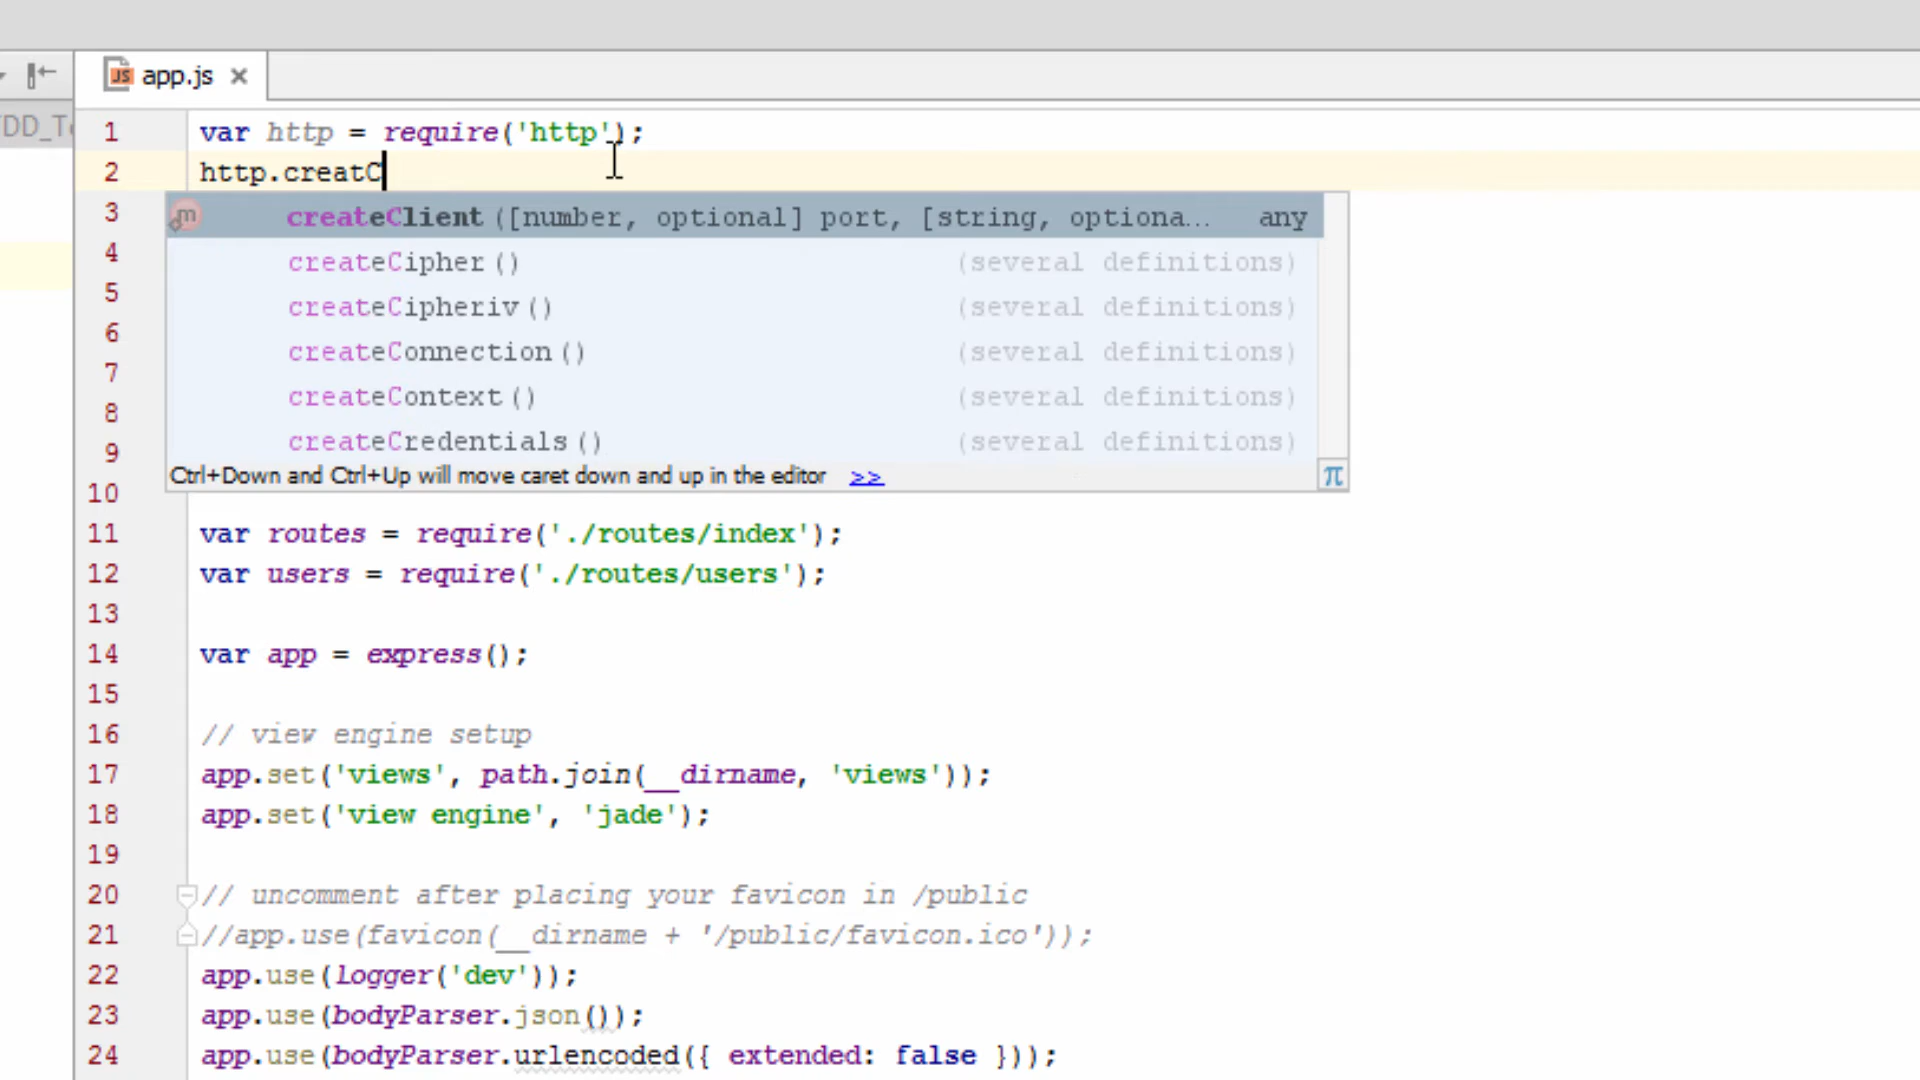 app.js
DD_T
1 var http = require('http');
2 http.creatC
3 createClient([number, optional] port, [string, optiona... any
4 createCipher() (several definitions)
5 createCipheriv() (several definitions)
6 createConnection() (several definitions)
7 createContext() (several definitions)
8 createCredentials() (several definitions)
9 Ctrl+Down and Ctrl+Up will move caret down and up in the editor >> π
10
11 var routes = require('./routes/index');
12 var users = require('./routes/users');
13
14 var app = express();
15
16 // view engine setup
17 app.set('views', path.join(__dirname, 'views'));
18 app.set('view engine', 'jade');
19
20 // uncomment after placing your favicon in /public
21 //app.use(favicon(__dirname + '/public/favicon.ico'));
22 app.use(logger('dev'));
23 app.use(bodyParser.json());
24 app.use(bodyParser.urlencoded({ extended: false }));